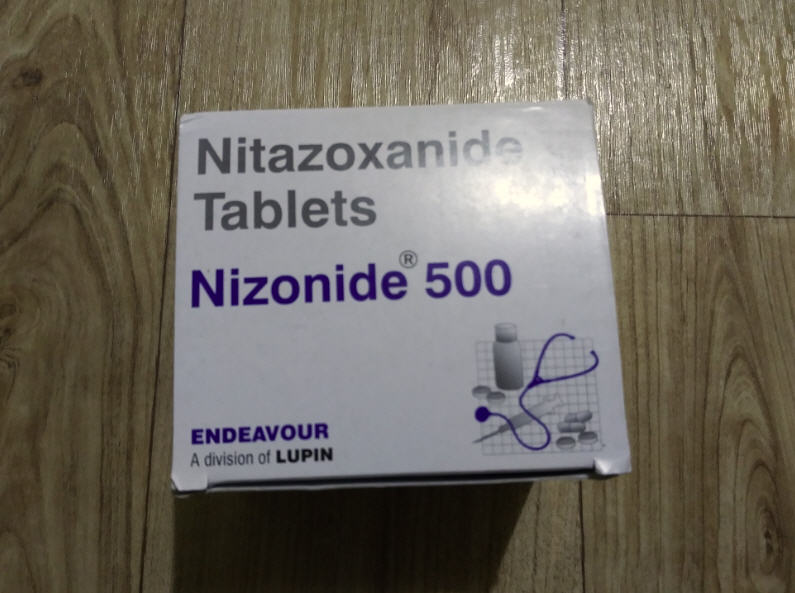 Nitazoxanide
Tablets
Nizonide® 500
ENDEAVOUR
A division of LUPIN